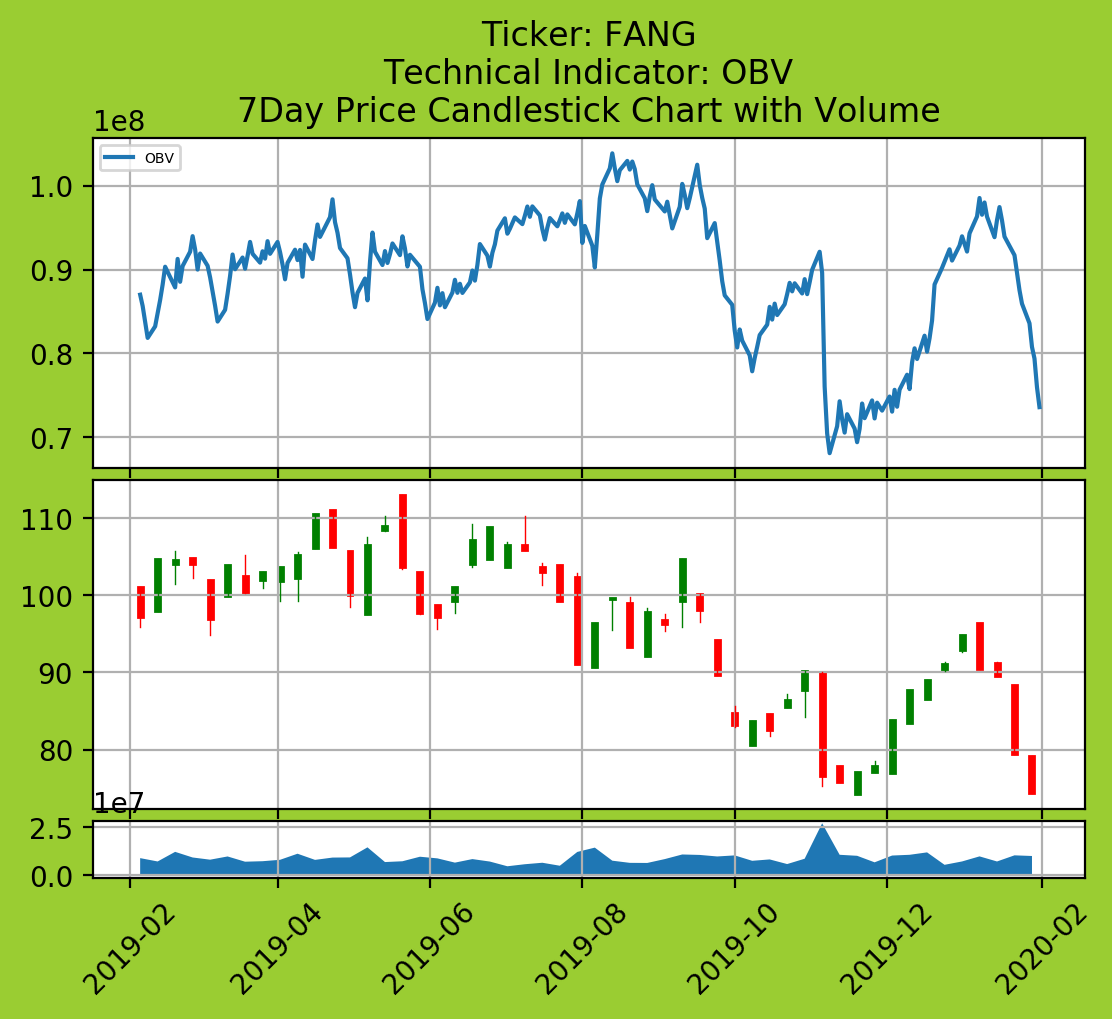 Ticker: FANG
Technical Indicator: OBV
7Day Price Candlestick Chart with Volume
1e8
OBV
1.0
0.9
0.8
0.7
110
100
90
80
1e7
2.5
0.0
2019-02
2019-04
2019-06
2019-08
2019-10
2019-12
2020-02